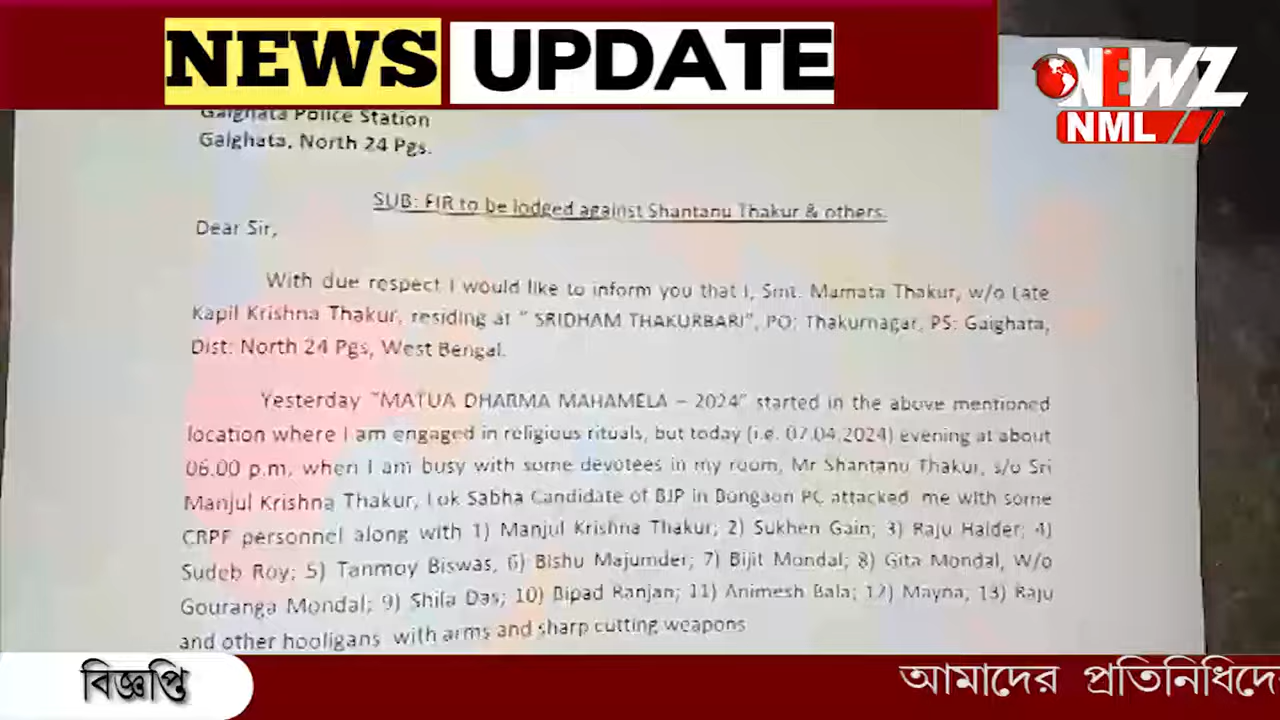 NEWS UPDATE
NEWZ
NML
Gaighata Police Station
Gaighata, North 24 Pgs.
SUB: FIR to be lodged against Shantanu Thakur & others.
Dear Sir,
With due respect I would like to inform you that I, Smt. Mamata Thakur, w/o Late
Kapil Krishna Thakur, residing at " SRIDHAM THAKURBARI", PO: Thakurnagar, PS: Gaighata,
Dist: North 24 Pgs, West Bengal.
Yesterday "MATUA DHARMA MAHAMELA – 2024" started in the above mentioned
location where I am engaged in religious rituals, but today (i.e. 07.04.2024) evening at about
06.00 p.m. when I am busy with some devotees in my room, Mr Shantanu Thakur, s/o Sri
Manjul Krishna Thakur, Lok Sabha Candidate of BJP in Bongaon PC attacked me with some
CRPF personnel along with 1) Manjul Krishna Thakur; 2) Sukhen Gain; 3) Raju Halder; 4)
Sudeb Roy; 5) Tanmoy Biswas, 6) Bishu Majumder; 7) Bijit Mondal; 8) Gita Mondal, W/o
Gouranga Mondal; 9) Shila Das; 10) Bipad Ranjan; 11) Animesh Bala; 12) Mayna, 13) Raju
and other hooligans with arms and sharp cutting weapons
বিজ্ঞপ্তি
আমাদের প্রতিনিধিদে